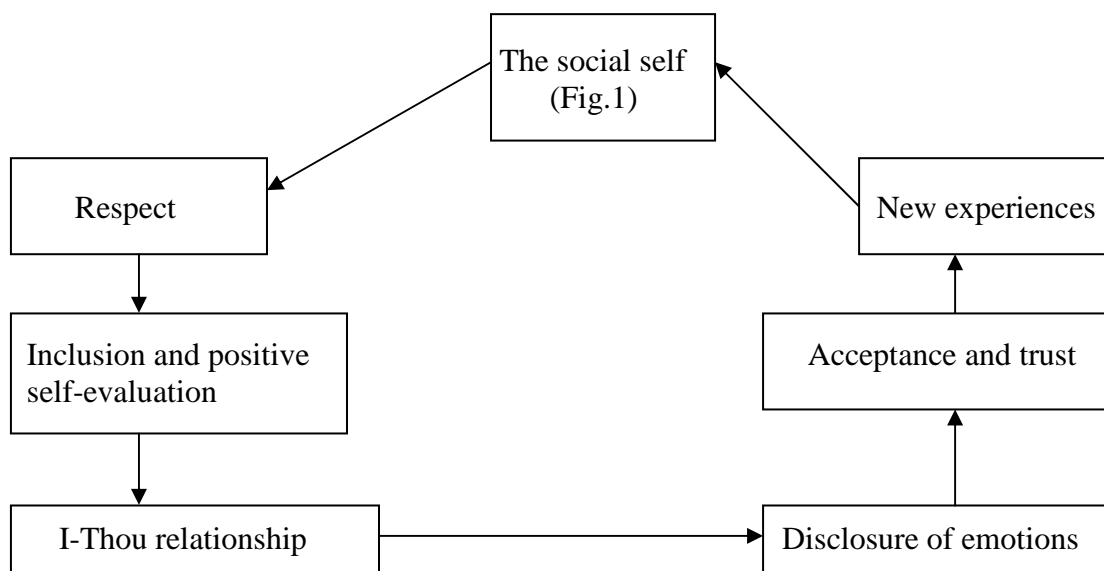 The social self
(Fig.1)
Respect
New experiences
Inclusion and positive
self-evaluation
Acceptance and trust
I-Thou relationship
Disclosure of emotions